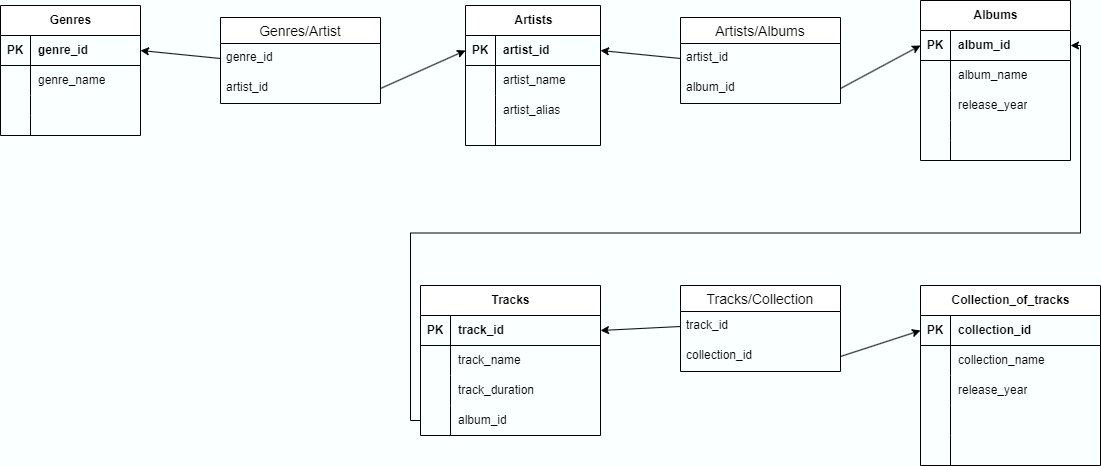 Genres
PK genre_id
genre_name
Genres/Artist
genre_id
artist_id
Artists
PK artist_id
artist_name
artist_alias
Artists/Albums
artist_id
album_id
Albums
PK album_id
album_name
release_year
Tracks
PK track_id
track_name
track_duration
album_id
Tracks/Collection
track_id
collection_id
Collection_of_tracks
PK collection_id
collection_name
release_year